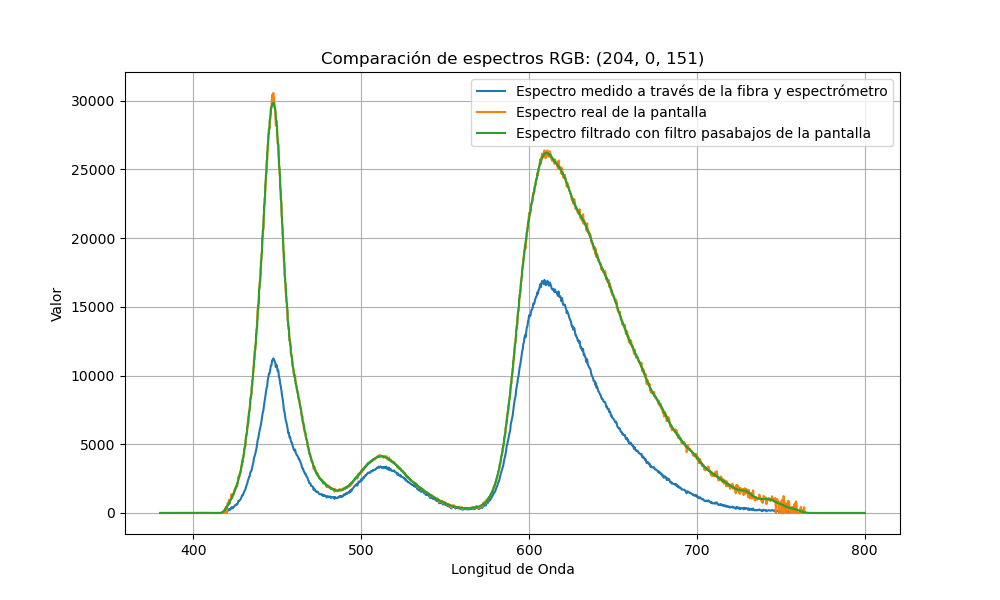 Comparación de espectros RGB: (204, 0, 151)
Espectro medido a través de la fibra y espectrómetro
Espectro real de la pantalla
Espectro filtrado con filtro pasabajos de la pantalla
Valor
30000
25000
20000
15000
10000
5000
0
400 500 600 700 800
Longitud de Onda